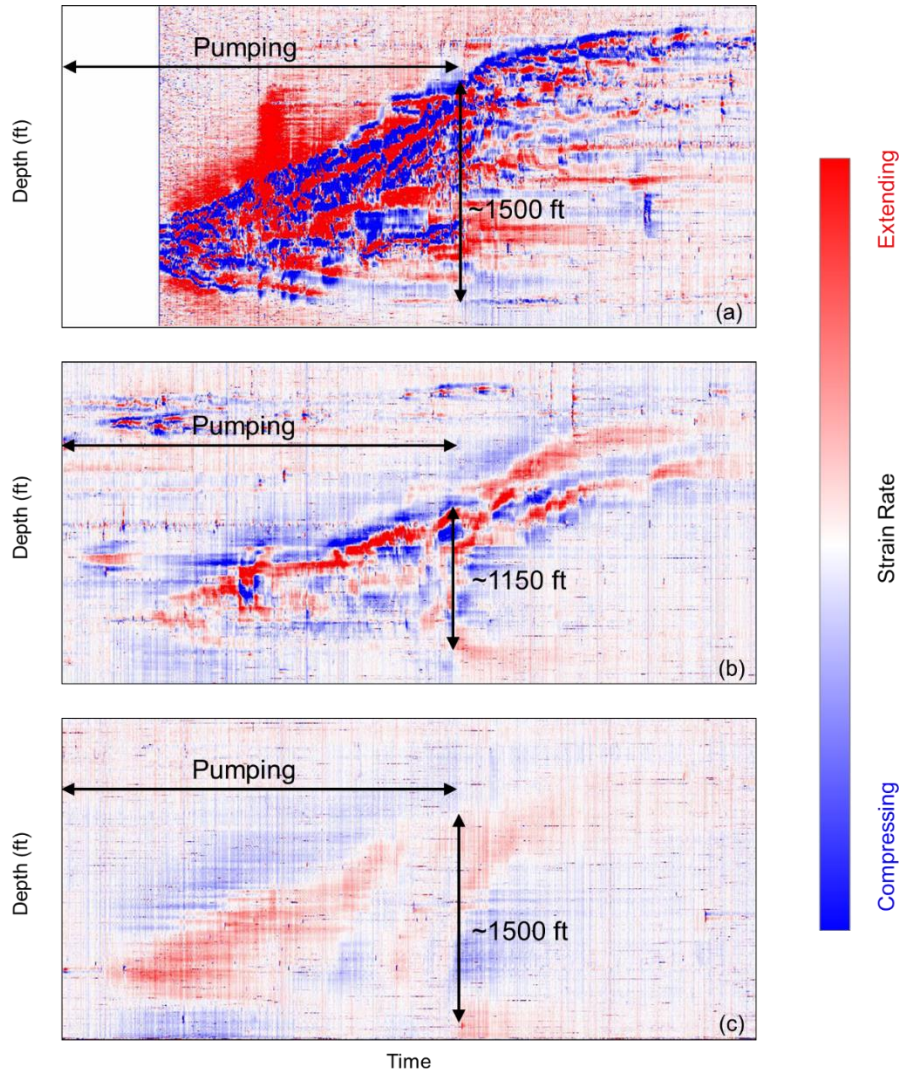 Pumping
Depth (ft)
~1500 ft
(a)
Pumping
Depth (ft)
~1150 ft
(b)
Pumping
Depth (ft)
~1500 ft
(c)
Time
Extending
Strain Rate
Compressing